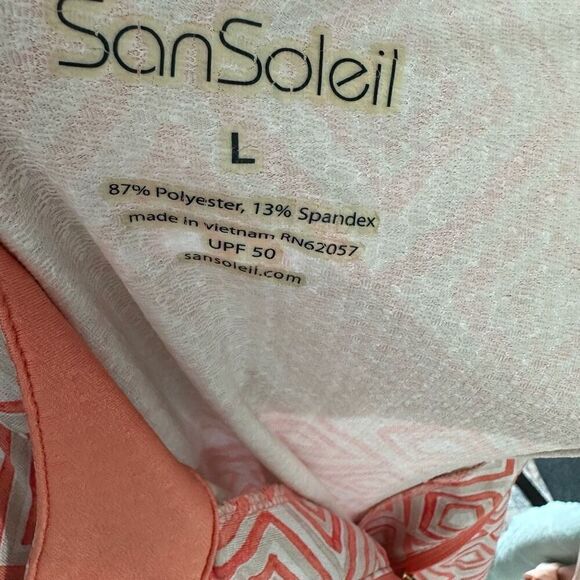 SanSoleil
L
87% Polyester, 13% Spandex
made in vietnam RN62057
UPF 50
sansoleil.com